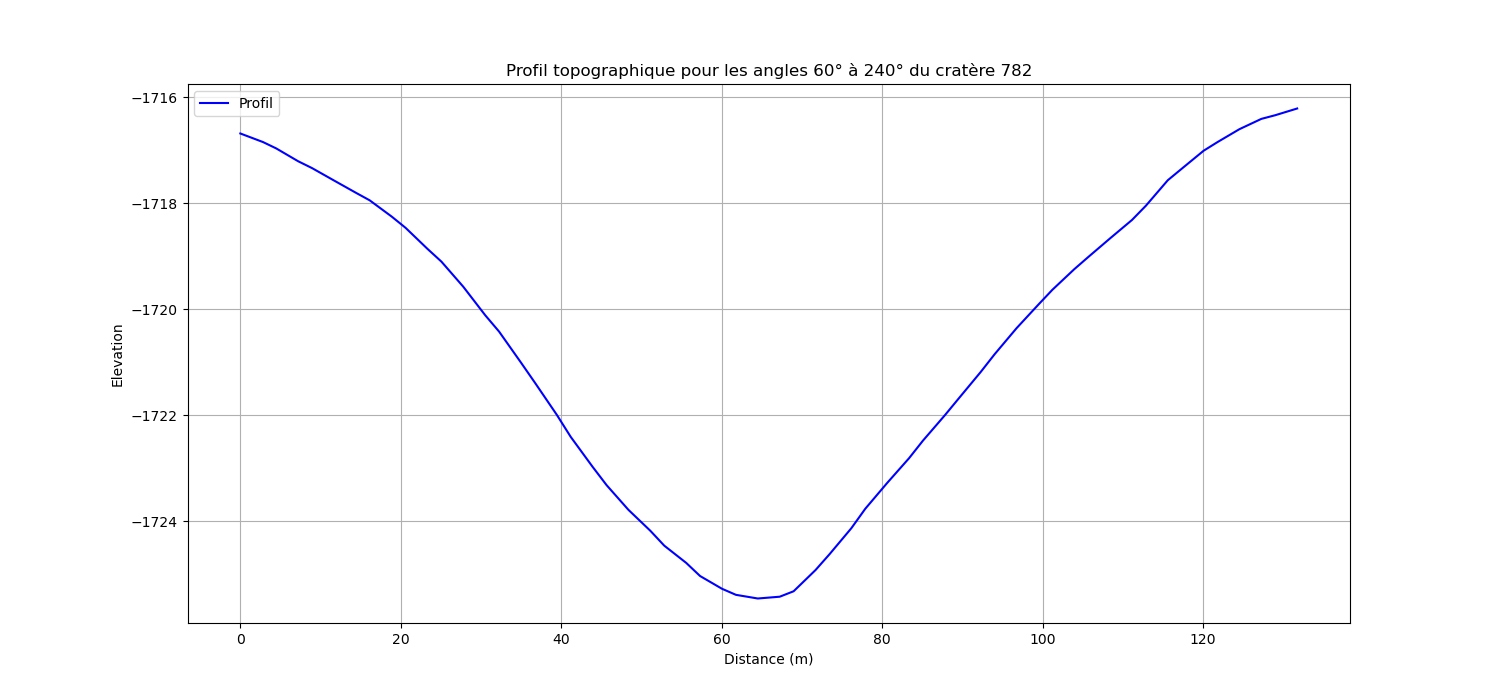 Profil topographique pour les angles 60° à 240° du cratère 782
Profil
−1716
−1718
−1720
−1722
−1724
Elevation
0 20 40 60 80 100 120
Distance (m)